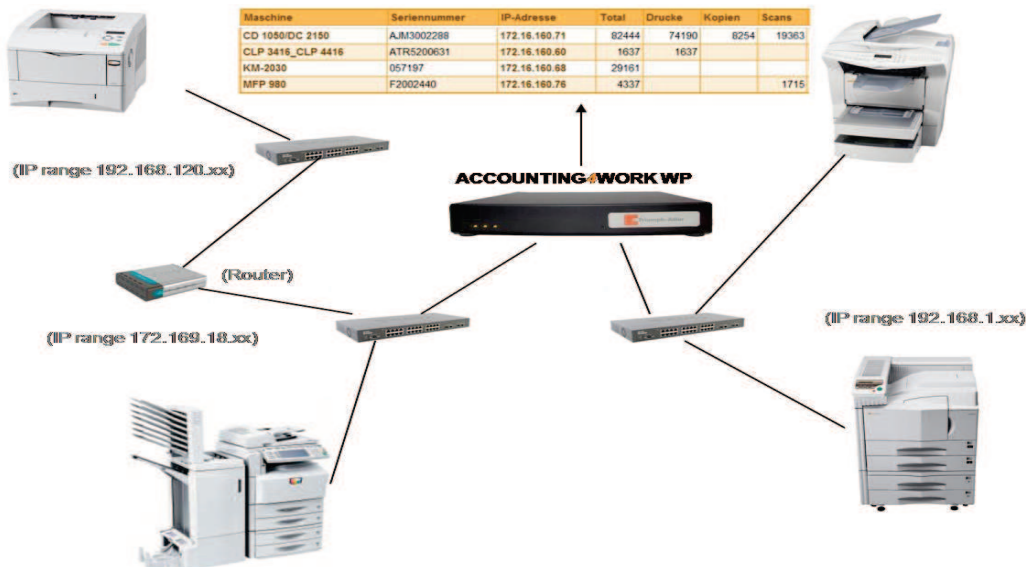 Maschine Seriennummer IP-Adresse Total Drucke Kopien Scans
CD 1050/DC 2150 AJM3002288 172.16.160.71 82444 74190 8254 19363
CLP 3416_CLP 4416 ATR5200631 172.16.160.60 1637 1637
KM-2030 057197 172.16.160.68 29161
MFP 980 F2002440 172.16.160.76 4337 1715
(IP range 192.168.120.xx)
ACCOUNTING4WORK WP
(Router)
(IP range 172.169.18.xx)
(IP range 192.168.1.xx)